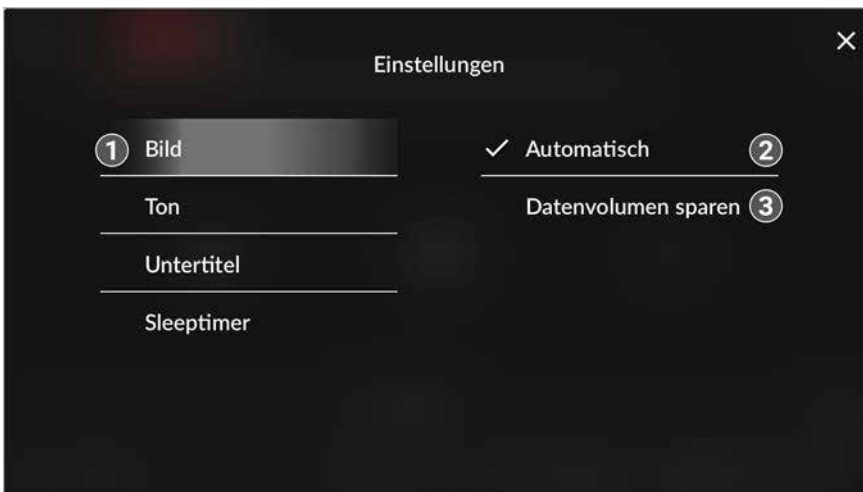 Einstellungen
1 Bild
Ton
Untertitel
Sleeptimer
✓ Automatisch 2
Datenvolumen sparen 3